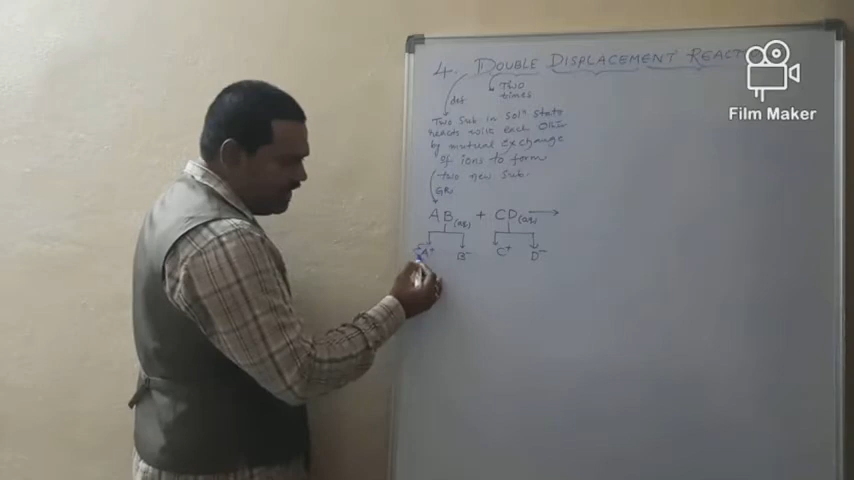 4. DOUBLE DISPLACEMENT REACT
Two
times
def
Two Sub in Solⁿ state
reacts with each other
by mutual exchange
of ions to form
two new Sub.
GR
AB(aq) + CD(aq) →
A⁺ B⁻ C⁺ D⁻
Film Maker